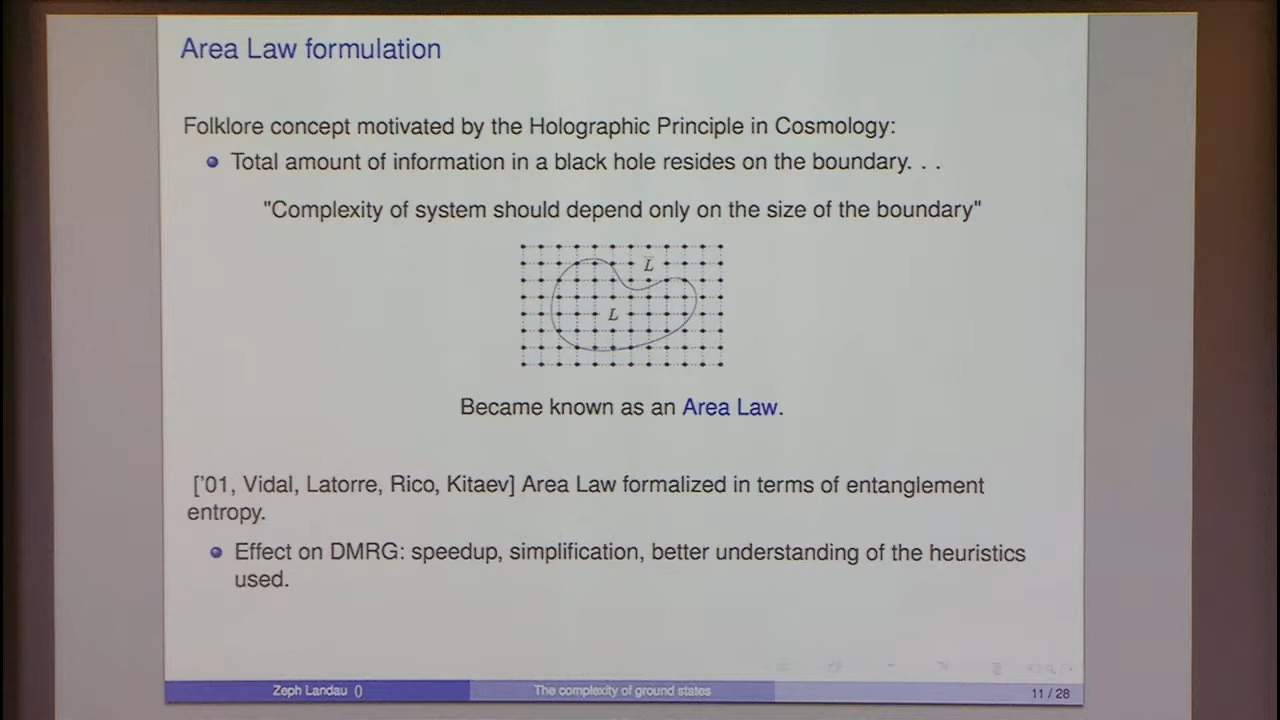 Area Law formulation
Folklore concept motivated by the Holographic Principle in Cosmology:
Total amount of information in a black hole resides on the boundary. . .
"Complexity of system should depend only on the size of the boundary"
L̄
L
Became known as an Area Law.
['01, Vidal, Latorre, Rico, Kitaev] Area Law formalized in terms of entanglement
entropy.
Effect on DMRG: speedup, simplification, better understanding of the heuristics
used.
Zeph Landau ()
The complexity of ground states
11 / 28